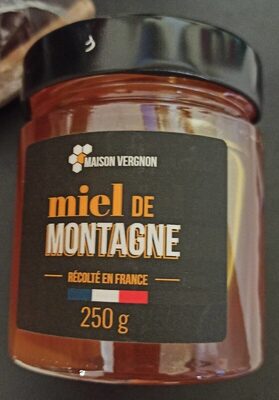 MAISON VERGNON
miel DE
MONTAGNE
RÉCOLTÉ EN FRANCE
250 g